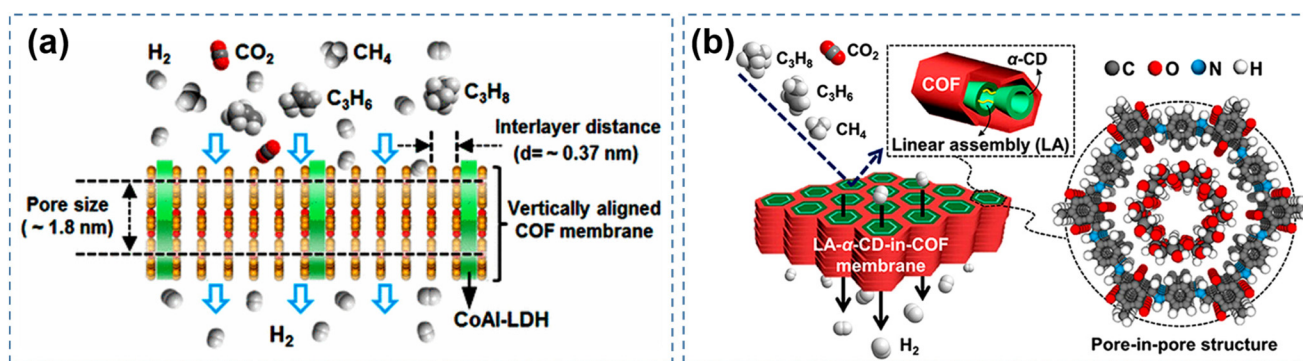 (a)
H2
CO2
CH4
C3H6
C3H8
Interlayer distance
(d= ~ 0.37 nm)
Pore size
( ~ 1.8 nm)
Vertically aligned
COF membrane
CoAl-LDH
H2
(b)
C3H8
CO2
C3H6
CH4
COF
α-CD
Linear assembly (LA)
C O N H
LA-α-CD-in-COF
membrane
H2
Pore-in-pore structure